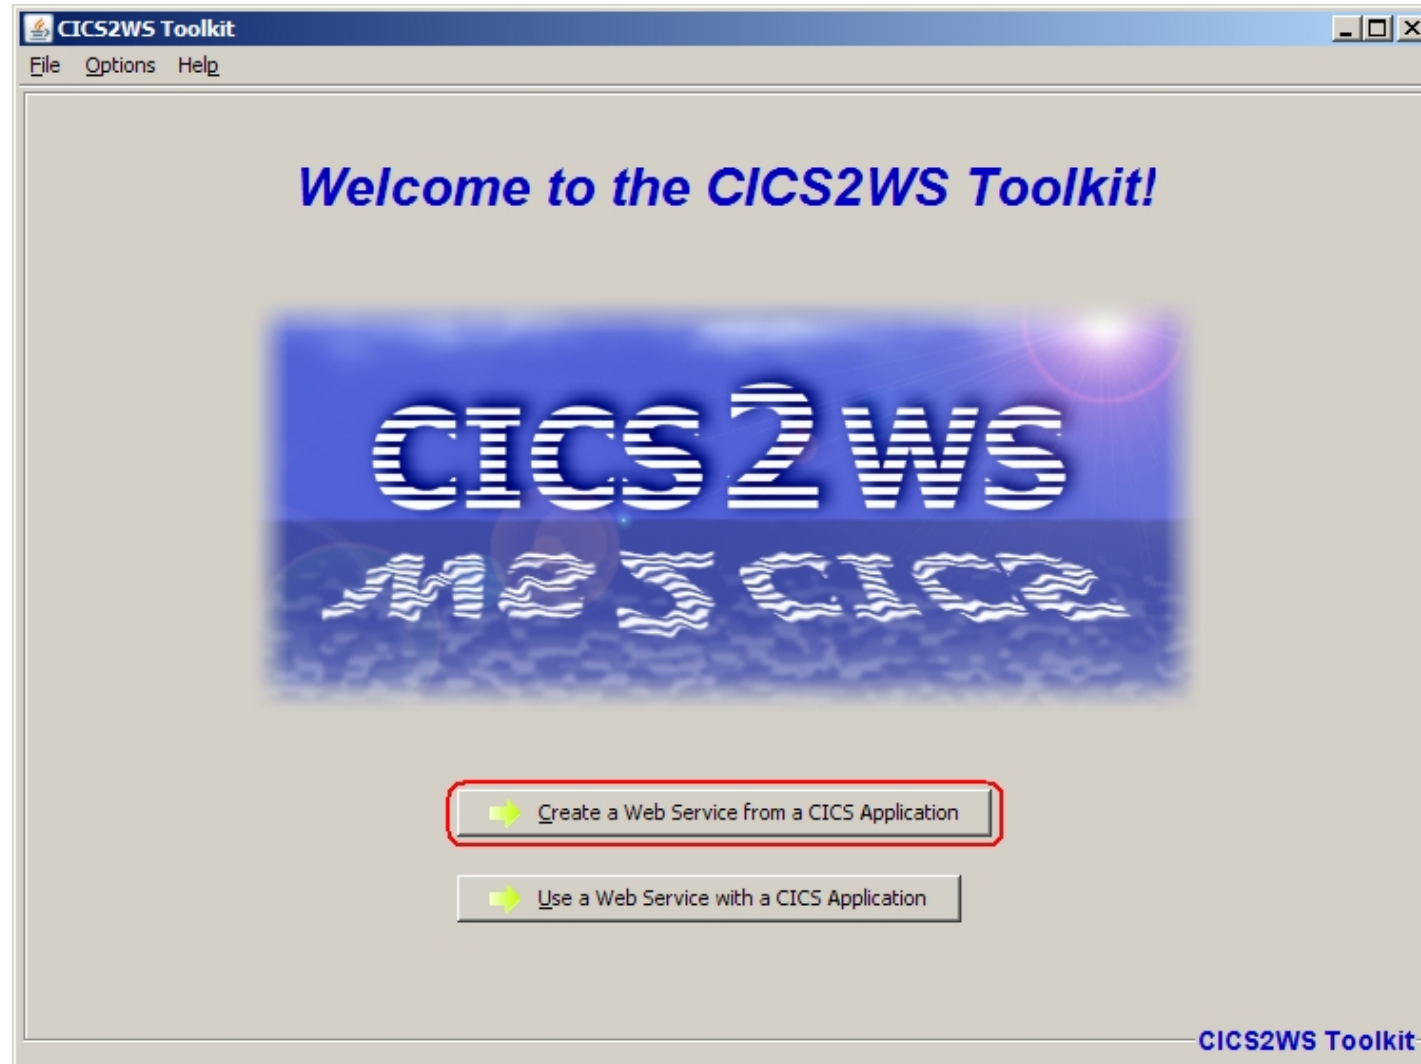 CICS2WS Toolkit
File Options Help
Welcome to the CICS2WS Toolkit!
CICS2WS
Create a Web Service from a CICS Application
Use a Web Service with a CICS Application
CICS2WS Toolkit